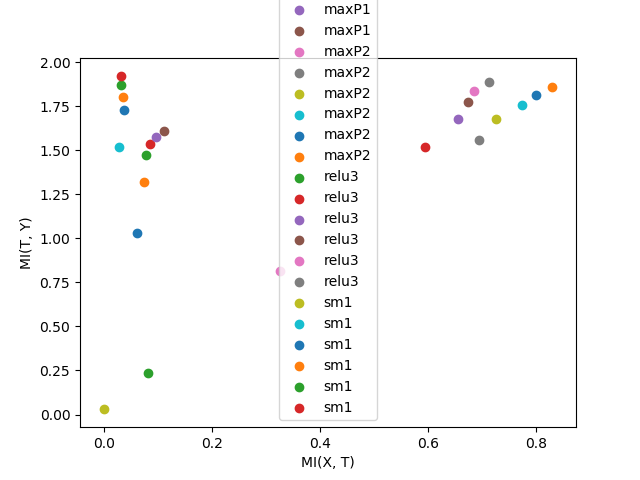 maxP1
maxP1
maxP2
maxP2
maxP2
maxP2
maxP2
maxP2
relu3
relu3
relu3
relu3
relu3
relu3
sm1
sm1
sm1
sm1
sm1
sm1
2.00
1.75
1.50
1.25
1.00
0.75
0.50
0.25
0.00
MI(T, Y)
0.0 0.2 0.4 0.6 0.8
MI(X, T)